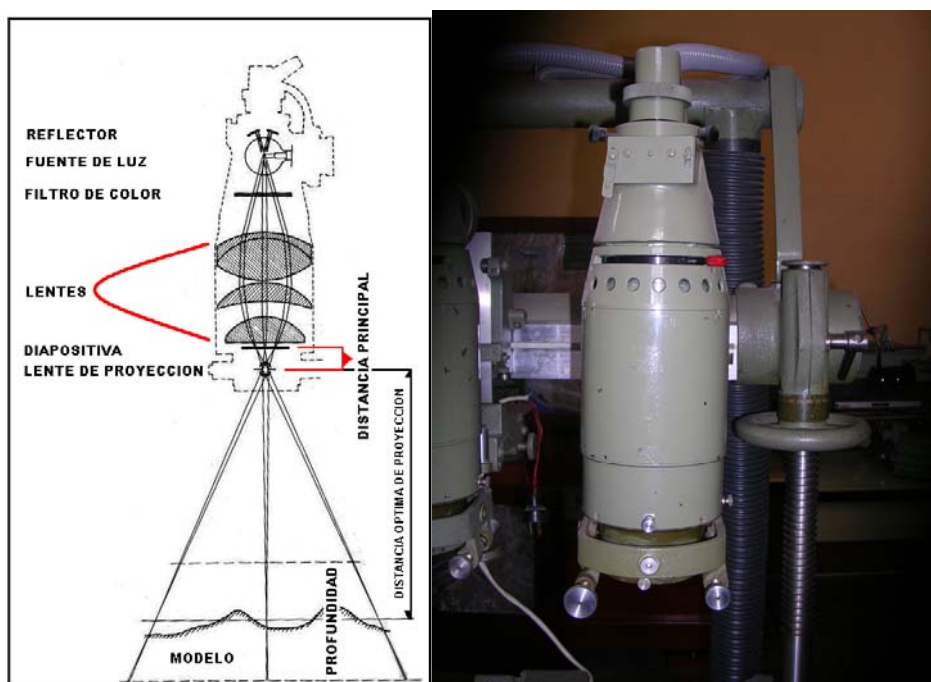 REFLECTOR
FUENTE DE LUZ
FILTRO DE COLOR
LENTES
DIAPOSITIVA
LENTE DE PROYECCION
DISTANCIA PRINCIPAL
DISTANCIA OPTIMA DE PROYECCION
PROFUNDIDAD
MODELO